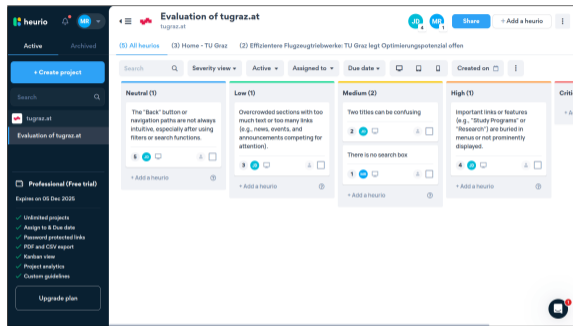 heurio
MR
Evaluation of tugraz.at
tugraz.at
JD
4
MR
1
Share
+ Add a heurio
Active
Archived
(5) All heurios
(3) Home - TU Graz
(2) Effizientere Flugzeugtriebwerke: TU Graz legt Optimierungspotenzial offen
+ Create project
Search
Severity view
Active
Assigned to
Due date
Created on
Search
tugraz.at
Evaluation of tugraz.at
Neutral (1)
The "Back" button or
navigation paths are not always
intuitive, especially after using
filters or search functions.
5
JD
+ Add a heurio
Low (1)
Overcrowded sections with too
much text or too many links
(e.g., news, events, and
announcements competing for
attention).
3
JD
+ Add a heurio
Medium (2)
Two titles can be confusing
2
JD
There is no search box
1
MR
+ Add a heurio
High (1)
Important links or features
(e.g., "Study Programs" or
"Research") are buried in
menus or not prominently
displayed.
4
JD
+ Add a heurio
Criti
+ A
Professional (Free trial)
Expires on 05 Dec 2025
Unlimited projects
Assign to & Due date
Password protected links
PDF and CSV export
Kanban view
Project analytics
Custom guidelines
Upgrade plan